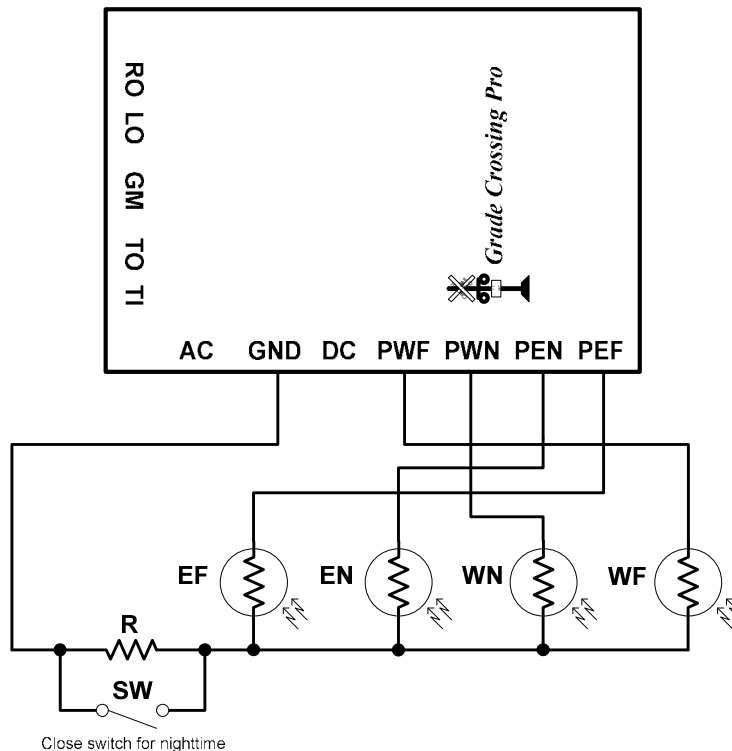 RO LO GM TO TI
Grade Crossing Pro
AC GND DC PWF PWN PEN PEF
EF EN WN WF
R
SW
Close switch for nighttime